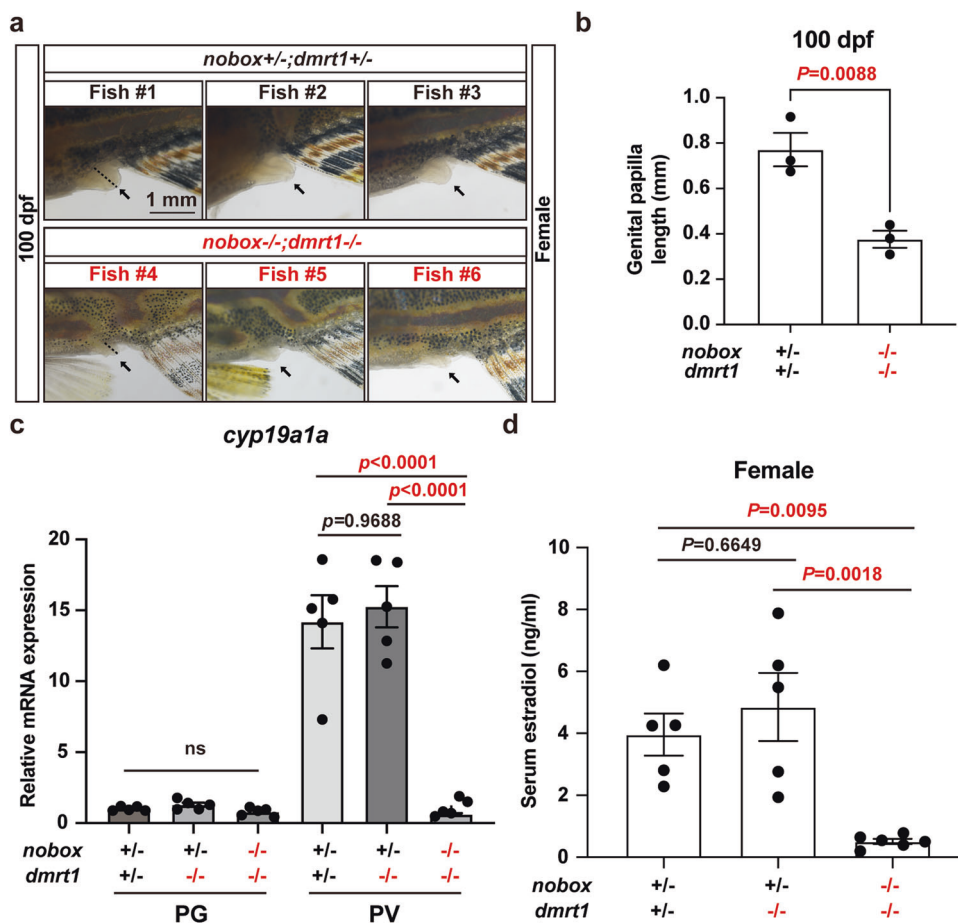 a
nobox+/-;dmrt1+/-
Fish #1 Fish #2 Fish #3
1 mm
100 dpf
Female
nobox-/-;dmrt1-/-
Fish #4 Fish #5 Fish #6
b
100 dpf
P=0.0088
Genital papilla
length (mm)
1.0
0.8
0.6
0.4
0.2
0.0
nobox +/- -/-
dmrt1 +/- -/-
c
cyp19a1a
p<0.0001
p<0.0001
p=0.9688
Relative mRNA expression
20
15
10
5
0
ns
nobox +/- +/- -/- +/- +/- -/-
dmrt1 +/- -/- -/- +/- -/- -/-
PG PV
d
Female
P=0.0095
P=0.6649
P=0.0018
Serum estradiol (ng/ml)
10
8
6
4
2
0
nobox +/- +/- -/-
dmrt1 +/- -/- -/-